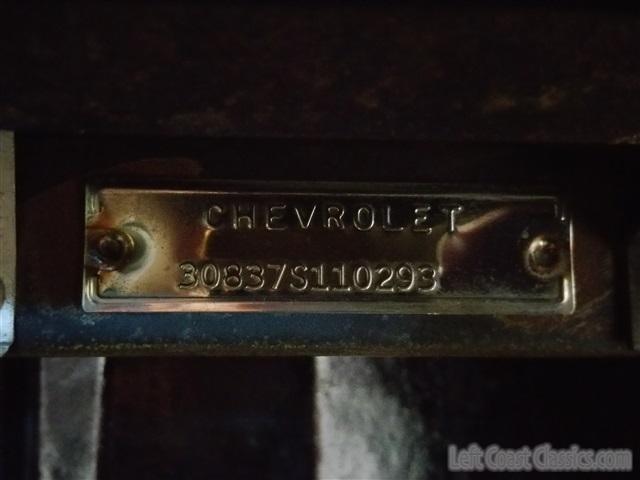 CHEVROLET
30837S110293
Left Coast Classics.com